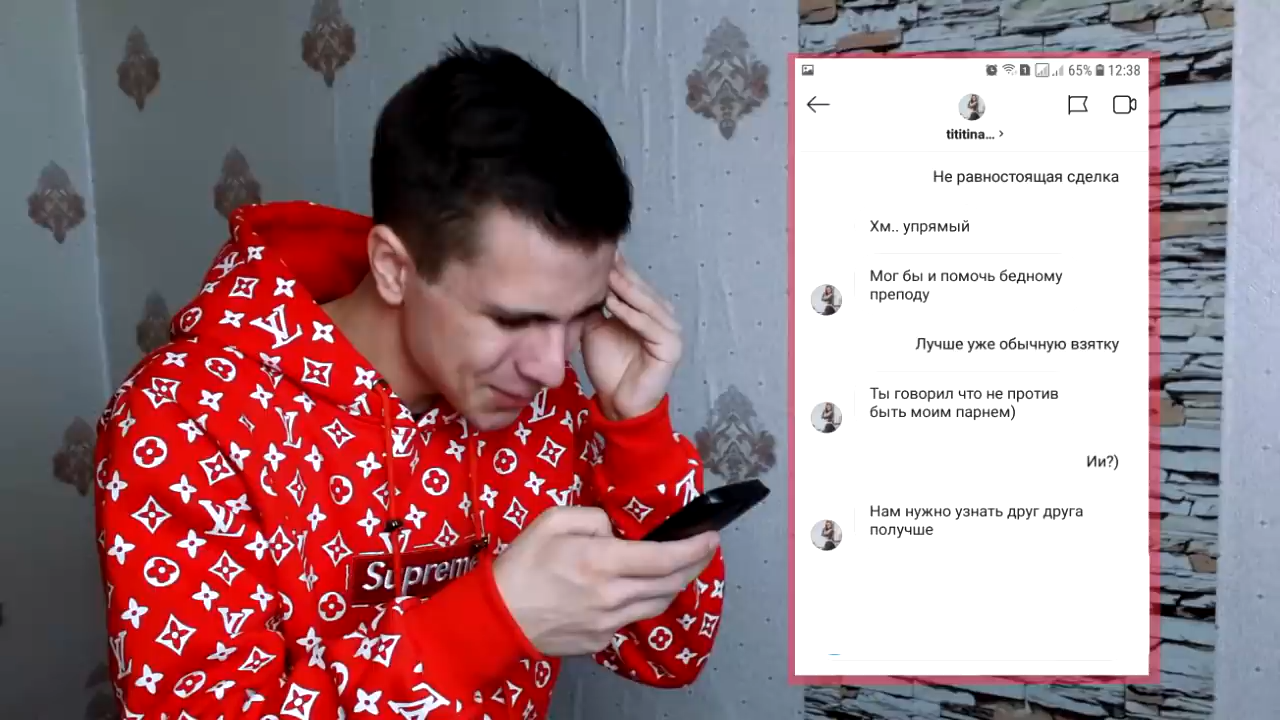 65% 12:38
tititina...
Не равностоящая сделка
Хм.. упрямый
Мог бы и помочь бедному
преподу
Лучше уже обычную взятку
Ты говорил что не против
быть моим парнем)
Ии?)
Нам нужно узнать друг друга
получше
Supreme